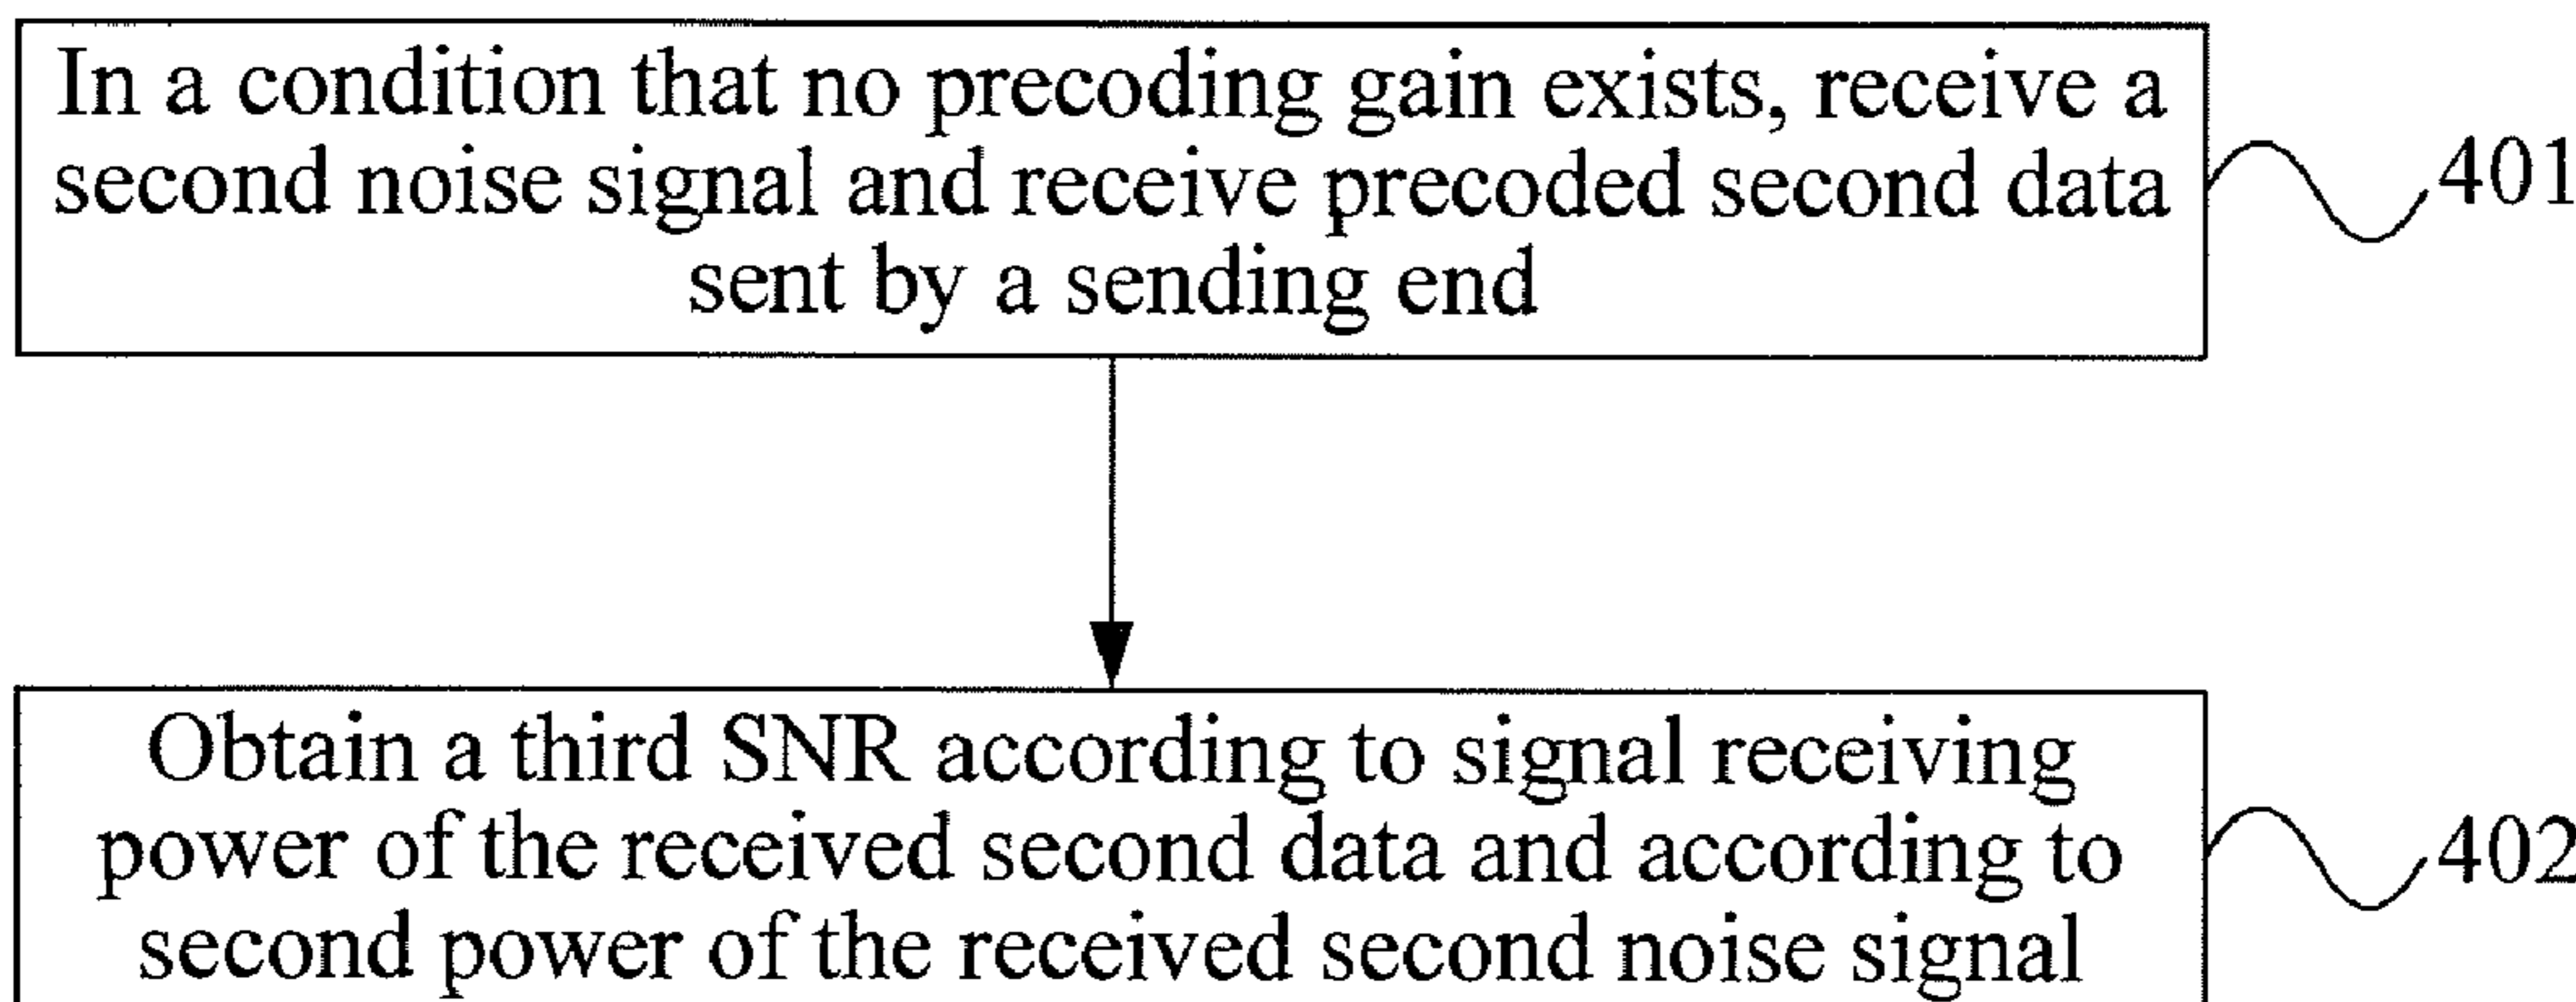 In a condition that no precoding gain exists, receive a
second noise signal and receive precoded second data
sent by a sending end
401
Obtain a third SNR according to signal receiving
power of the received second data and according to
second power of the received second noise signal
402